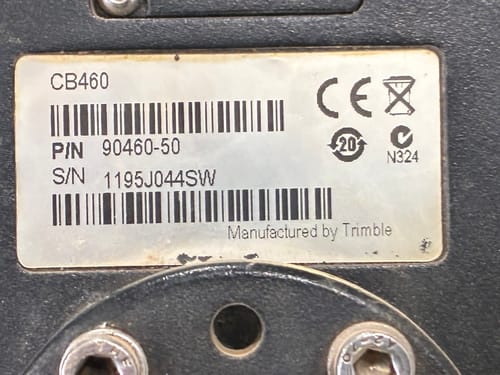 CB460
P/N 90460-50
S/N 1195J044SW
Manufactured by Trimble
CE
20
N324